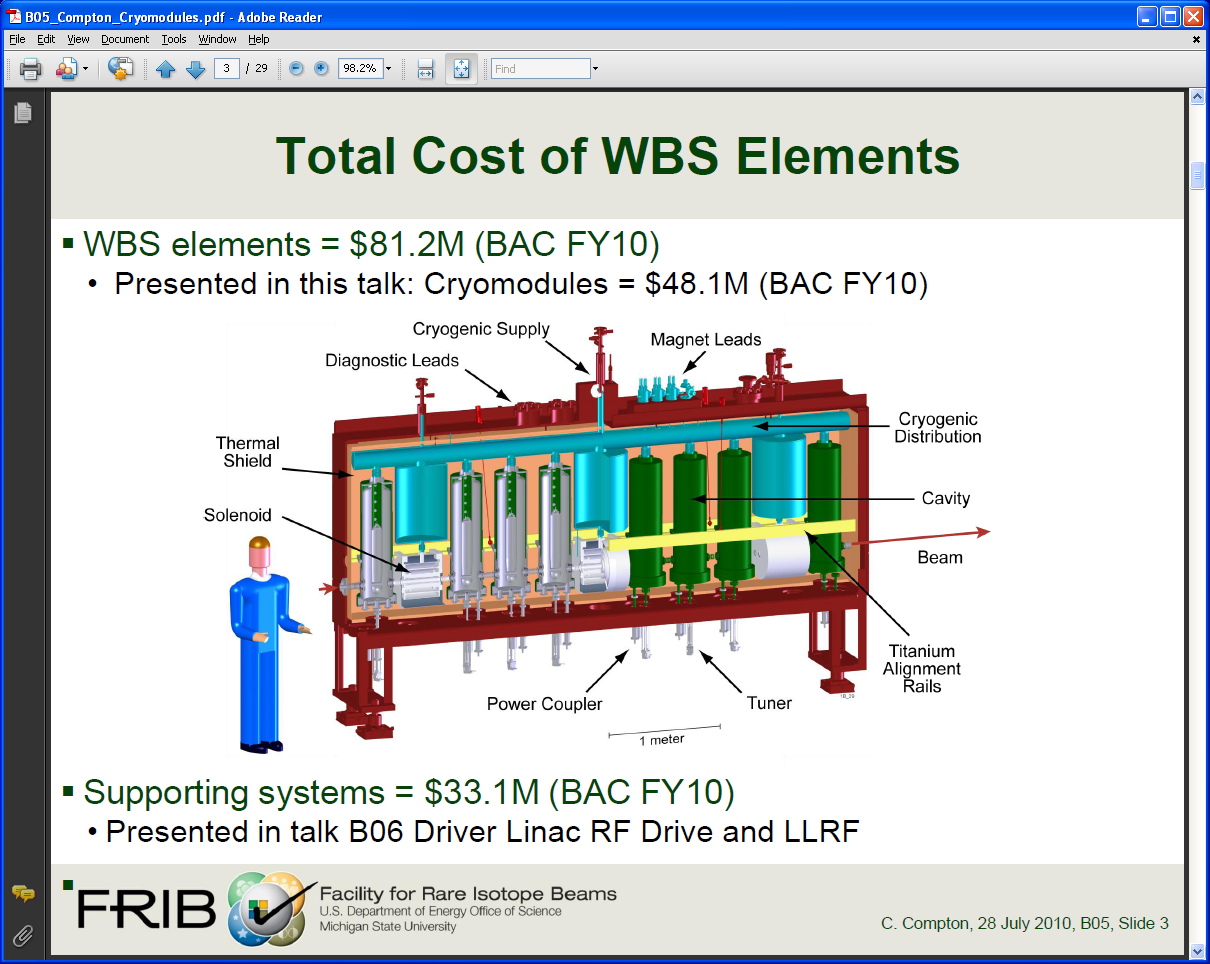 B05_Compton_Cryomodules.pdf - Adobe Reader
File Edit View Document Tools Window Help
3 / 29 98.2% Find
Total Cost of WBS Elements
▪ WBS elements = $81.2M (BAC FY10)
• Presented in this talk: Cryomodules = $48.1M (BAC FY10)
Cryogenic Supply
Magnet Leads
Diagnostic Leads
Cryogenic
Distribution
Thermal
Shield
Cavity
Solenoid
Beam
Titanium
Alignment
Rails
Power Coupler
Tuner
1 meter
▪ Supporting systems = $33.1M (BAC FY10)
• Presented in talk B06 Driver Linac RF Drive and LLRF
FRIB
Facility for Rare Isotope Beams
U.S. Department of Energy Office of Science
Michigan State University
C. Compton, 28 July 2010, B05, Slide 3